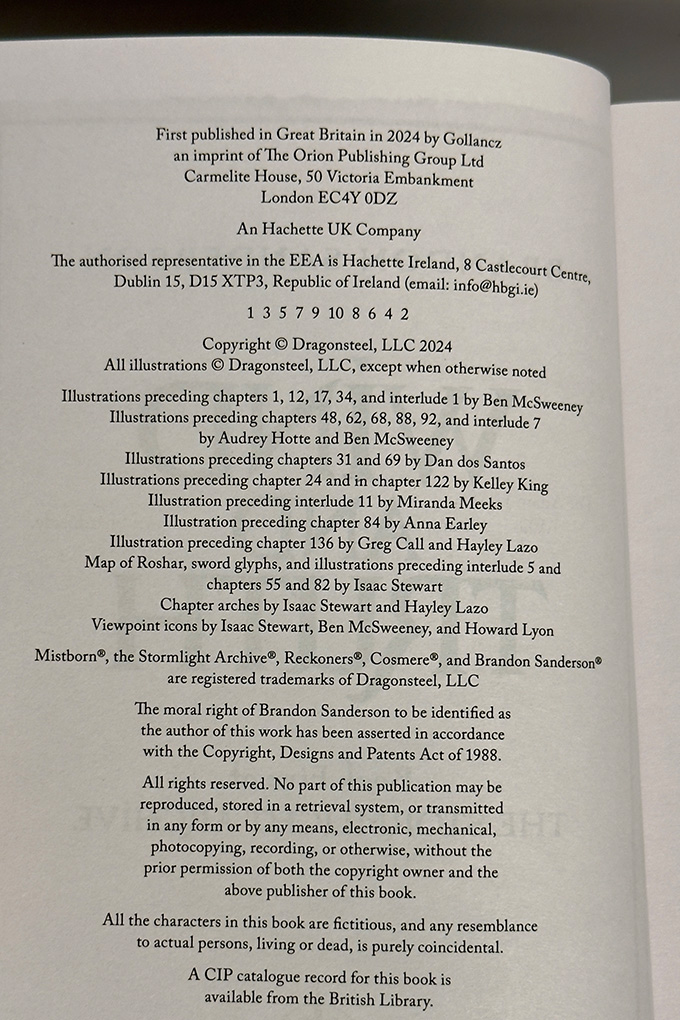 First published in Great Britain in 2024 by Gollancz
an imprint of The Orion Publishing Group Ltd
Carmelite House, 50 Victoria Embankment
London EC4Y 0DZ
An Hachette UK Company
The authorised representative in the EEA is Hachette Ireland, 8 Castlecourt Centre,
Dublin 15, D15 XTP3, Republic of Ireland (email: info@hbgi.ie)
1 3 5 7 9 10 8 6 4 2
Copyright © Dragonsteel, LLC 2024
All illustrations © Dragonsteel, LLC, except when otherwise noted
Illustrations preceding chapters 1, 12, 17, 34, and interlude 1 by Ben McSweeney
Illustrations preceding chapters 48, 62, 68, 88, 92, and interlude 7
by Audrey Hotte and Ben McSweeney
Illustrations preceding chapters 31 and 69 by Dan dos Santos
Illustrations preceding chapter 24 and in chapter 122 by Kelley King
Illustration preceding interlude 11 by Miranda Meeks
Illustration preceding chapter 84 by Anna Earley
Illustration preceding chapter 136 by Greg Call and Hayley Lazo
Map of Roshar, sword glyphs, and illustrations preceding interlude 5 and
chapters 55 and 82 by Isaac Stewart
Chapter arches by Isaac Stewart and Hayley Lazo
Viewpoint icons by Isaac Stewart, Ben McSweeney, and Howard Lyon
Mistborn®, the Stormlight Archive®, Reckoners®, Cosmere®, and Brandon Sanderson®
are registered trademarks of Dragonsteel, LLC
The moral right of Brandon Sanderson to be identified as
the author of this work has been asserted in accordance
with the Copyright, Designs and Patents Act of 1988.
All rights reserved. No part of this publication may be
reproduced, stored in a retrieval system, or transmitted
in any form or by any means, electronic, mechanical,
photocopying, recording, or otherwise, without the
prior permission of both the copyright owner and the
above publisher of this book.
All the characters in this book are fictitious, and any resemblance
to actual persons, living or dead, is purely coincidental.
A CIP catalogue record for this book is
available from the British Library.